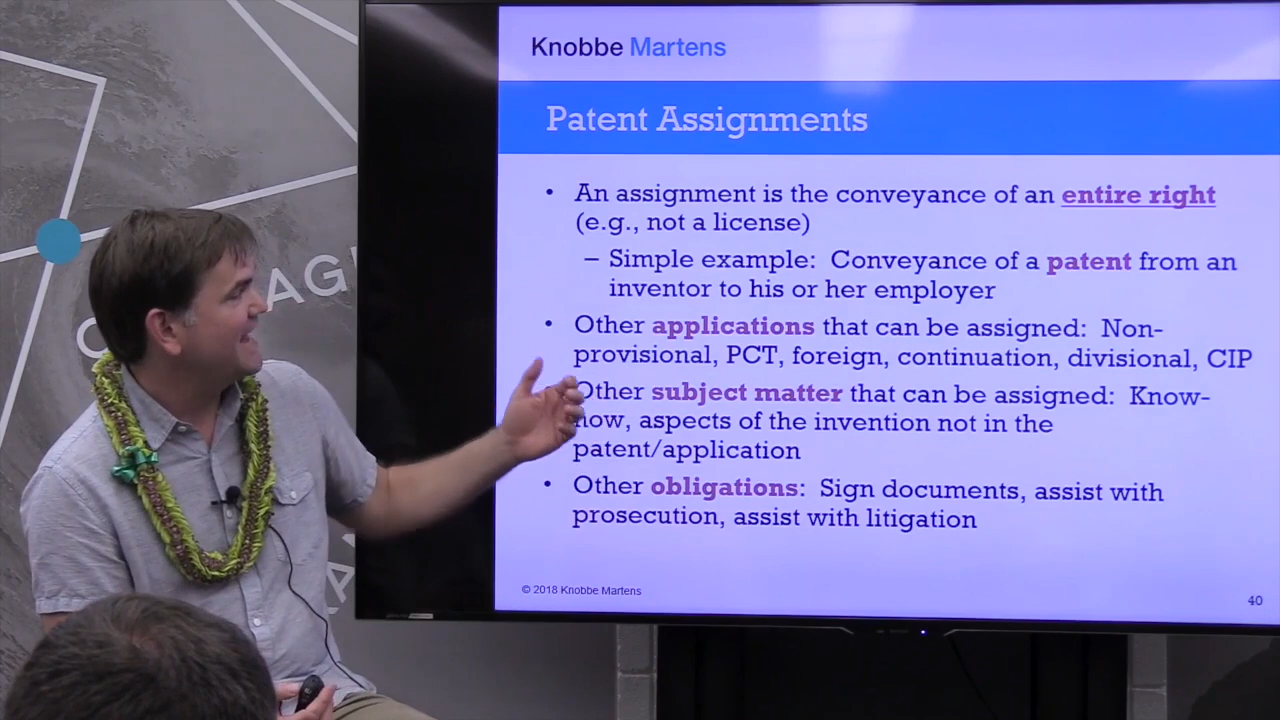 Knobbe Martens
Patent Assignments
• An assignment is the conveyance of an entire right
(e.g., not a license)
– Simple example: Conveyance of a patent from an
inventor to his or her employer
• Other applications that can be assigned: Non-
provisional, PCT, foreign, continuation, divisional, CIP
Other subject matter that can be assigned: Know-
how, aspects of the invention not in the
patent/application
• Other obligations: Sign documents, assist with
prosecution, assist with litigation
© 2018 Knobbe Martens
40